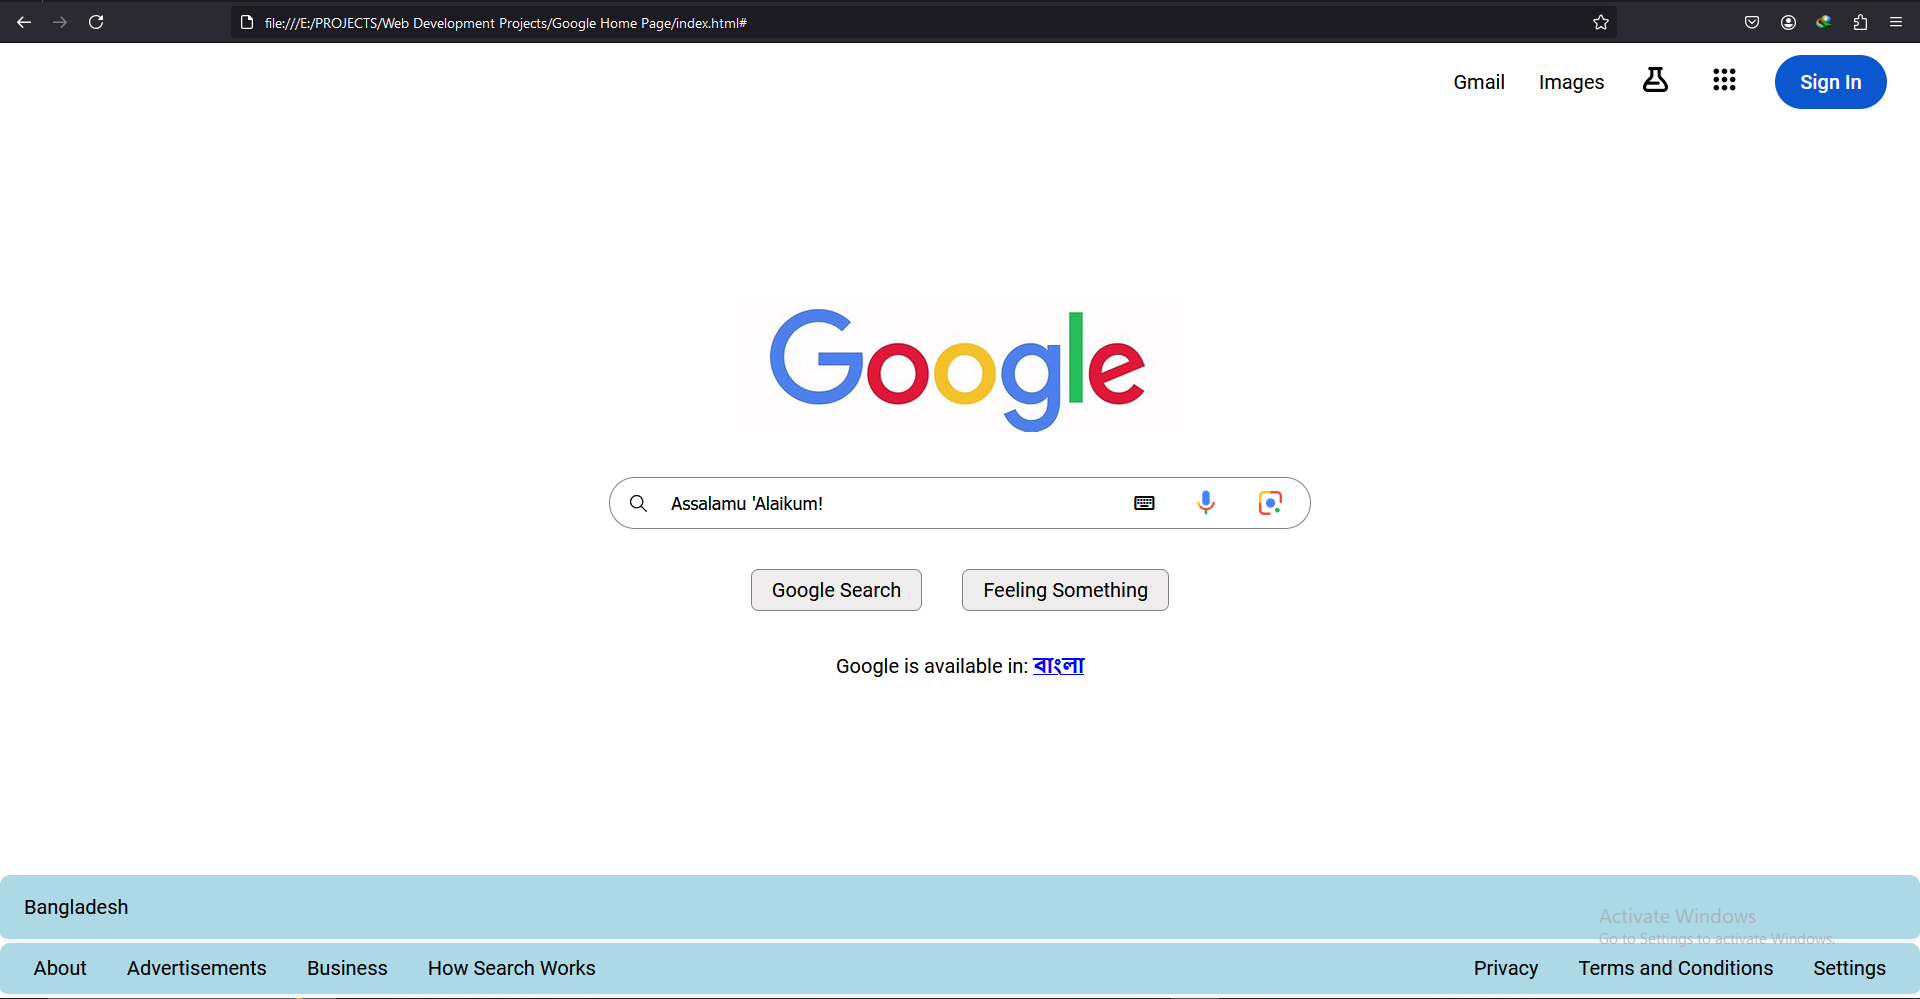 file:///E:/PROJECTS/Web Development Projects/Google Home Page/index.html#
Gmail Images Sign In
Google
Assalamu 'Alaikum!
Google Search Feeling Something
Google is available in: বাংলা
Bangladesh
Activate Windows
Go to Settings to activate Windows.
About Advertisements Business How Search Works Privacy Terms and Conditions Settings